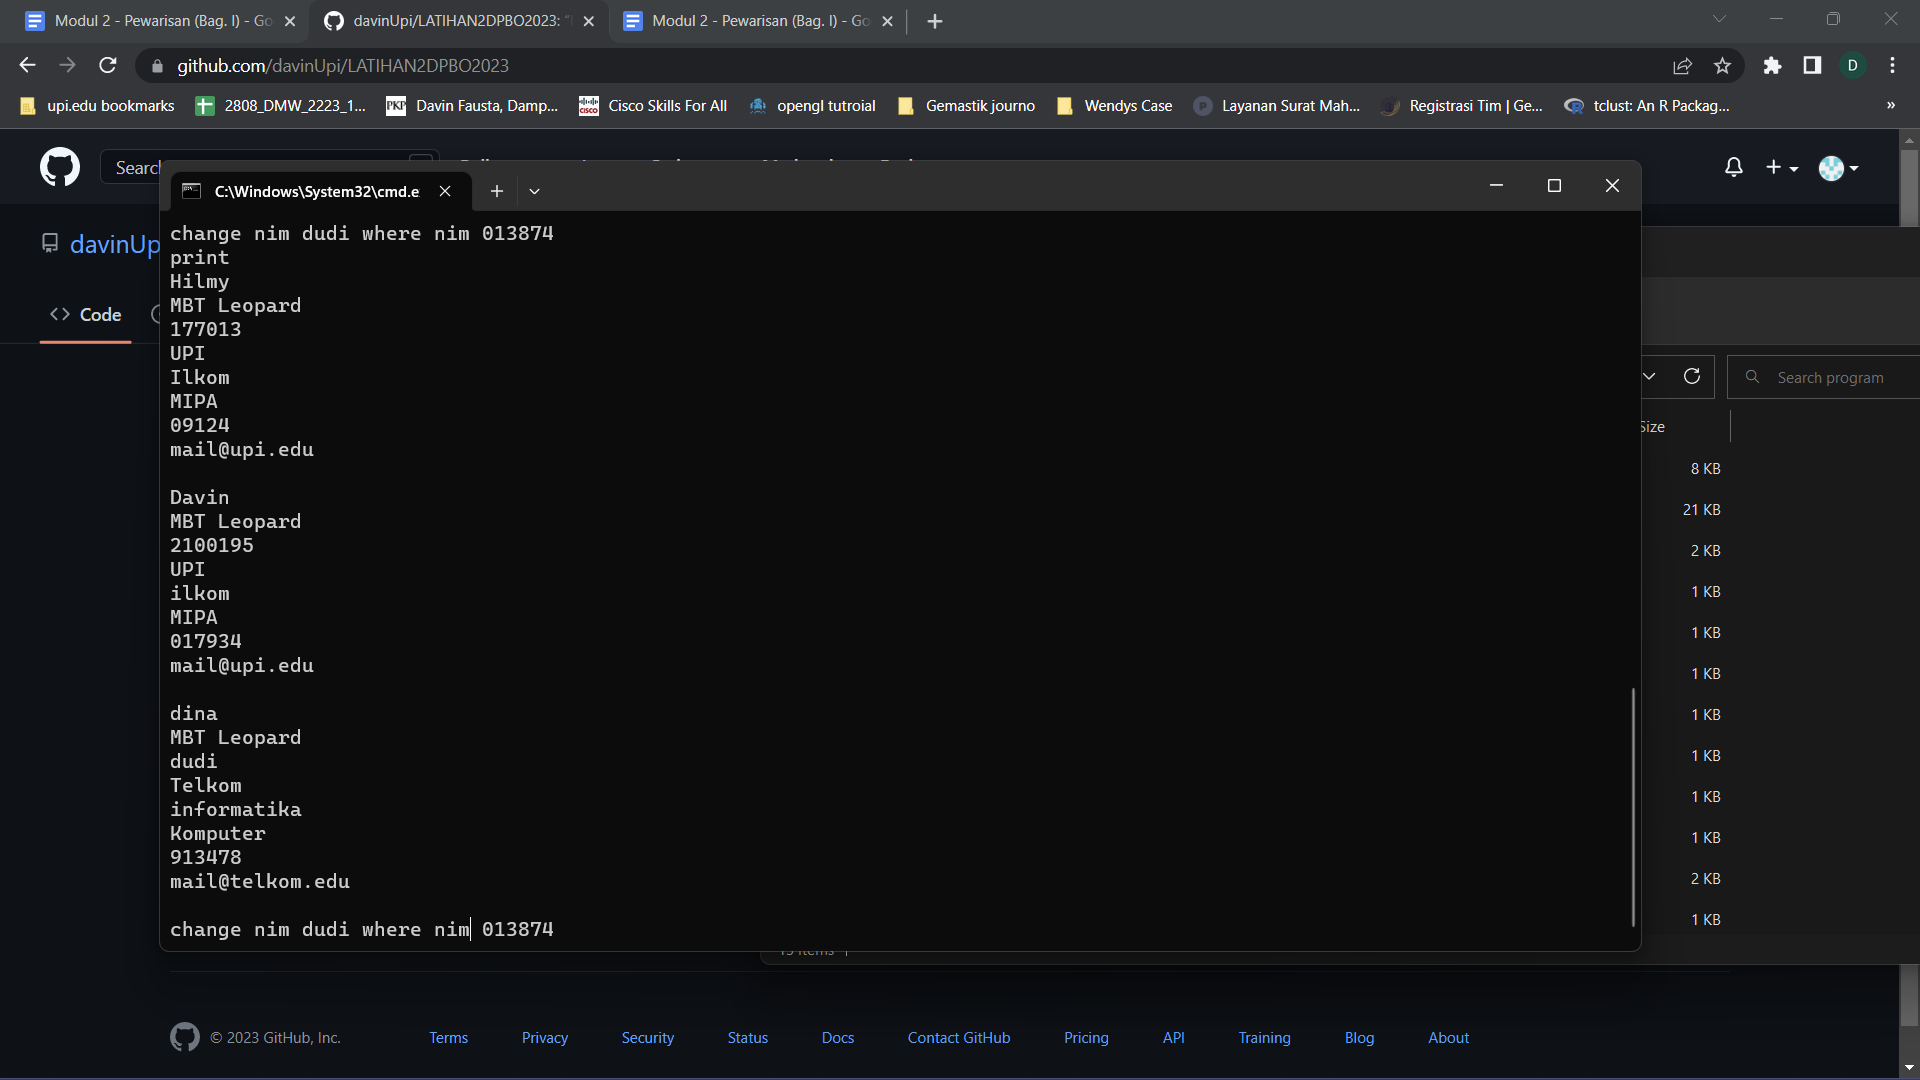 Modul 2 - Pewarisan (Bag. I) - Go
davinUpi/LATIHAN2DPBO2023:
Modul 2 - Pewarisan (Bag. I) - Go
github.com/davinUpi/LATIHAN2DPBO2023
D
upi.edu bookmarks
2808_DMW_2223_1...
PKP Davin Fausta, Damp...
CISCO Cisco Skills For All
opengl tutroial
Gemastik journo
Wendys Case
P Layanan Surat Mah...
Registrasi Tim | Ge...
R tclust: An R Packag...
»
Searc
C:\Windows\System32\cmd.e
davinUp
Code
change nim dudi where nim 013874
print
Hilmy
MBT Leopard
177013
UPI
Ilkom
MIPA
09124
mail@upi.edu
Davin
MBT Leopard
2100195
UPI
ilkom
MIPA
017934
mail@upi.edu
dina
MBT Leopard
dudi
Telkom
informatika
Komputer
913478
mail@telkom.edu
change nim dudi where nim 013874
Search program
Size
8 KB
21 KB
2 KB
1 KB
1 KB
1 KB
1 KB
1 KB
1 KB
1 KB
2 KB
1 KB
© 2023 GitHub, Inc.
Terms
Privacy
Security
Status
Docs
Contact GitHub
Pricing
API
Training
Blog
About